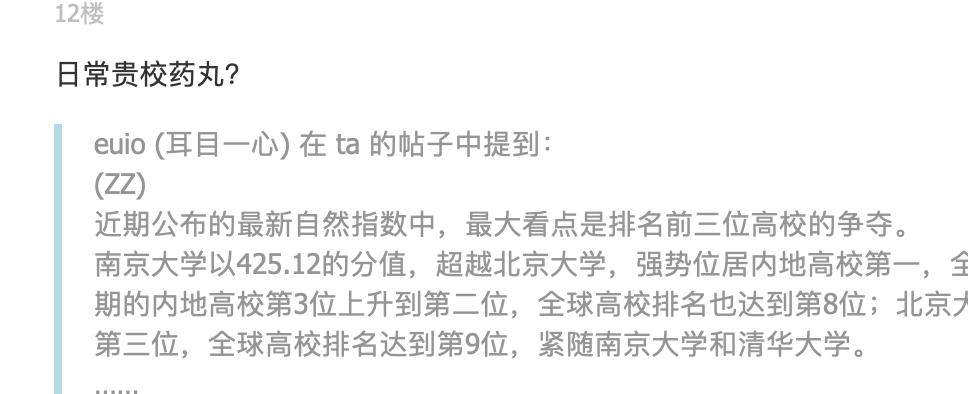 12楼
日常贵校药丸？
euio (耳目一心) 在 ta 的帖子中提到：
(ZZ)
近期公布的最新自然指数中，最大看点是排名前三位高校的争夺。
南京大学以425.12的分值，超越北京大学，强势位居内地高校第一，全
期的内地高校第3位上升到第二位，全球高校排名也达到第8位；北京大
第三位，全球高校排名达到第9位，紧随南京大学和清华大学。
......